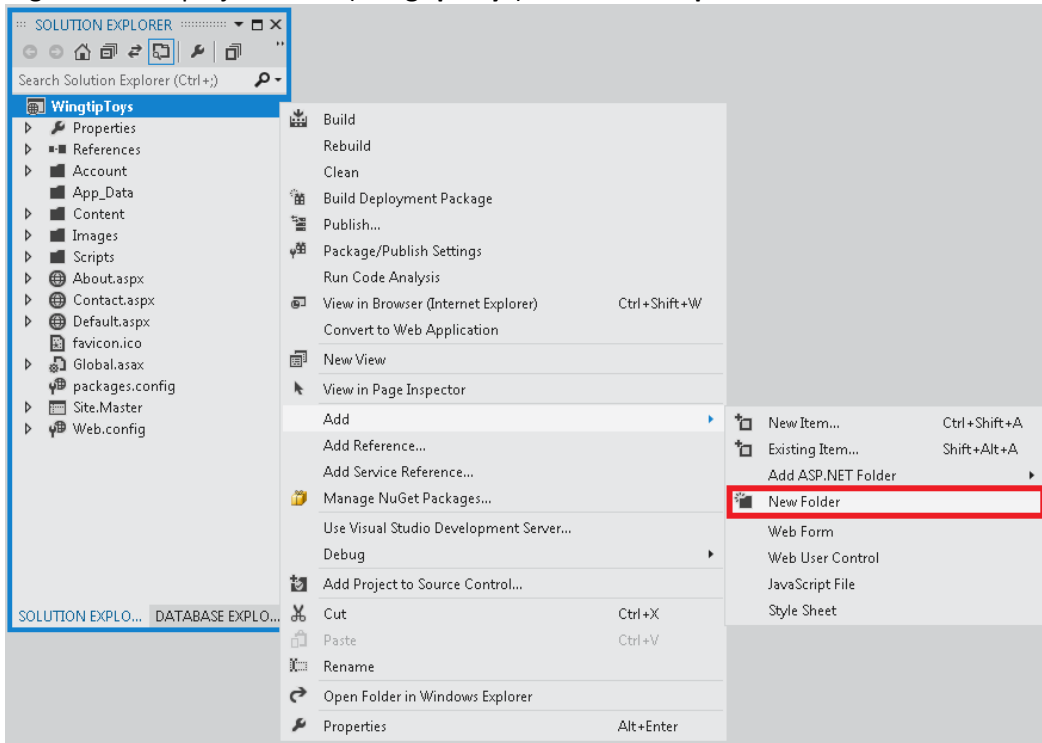 SOLUTION EXPLORER
Search Solution Explorer (Ctrl+;)
WingtipToys
Properties
References
Account
App_Data
Content
Images
Scripts
About.aspx
Contact.aspx
Default.aspx
favicon.ico
Global.asax
packages.config
Site.Master
Web.config
SOLUTION EXPLO... DATABASE EXPLO...
Build
Rebuild
Clean
Build Deployment Package
Publish...
Package/Publish Settings
Run Code Analysis
View in Browser (Internet Explorer) Ctrl+Shift+W
Convert to Web Application
New View
View in Page Inspector
Add
Add Reference...
Add Service Reference...
Manage NuGet Packages...
Use Visual Studio Development Server...
Debug
Add Project to Source Control...
Cut Ctrl+X
Paste Ctrl+V
Rename
Open Folder in Windows Explorer
Properties Alt+Enter
New Item... Ctrl+Shift+A
Existing Item... Shift+Alt+A
Add ASP.NET Folder
New Folder
Web Form
Web User Control
JavaScript File
Style Sheet